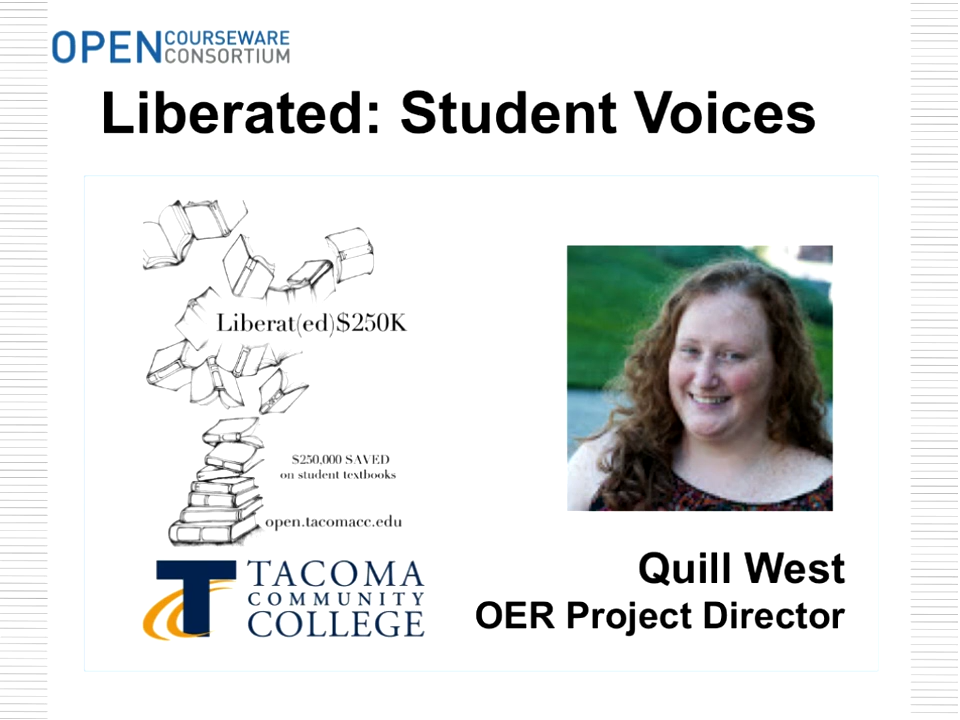 OPEN COURSEWARE
CONSORTIUM
Liberated: Student Voices
Liberat(ed)$250K
$250,000 SAVED
on student textbooks
open.tacomacc.edu
TACOMA
COMMUNITY
COLLEGE
Quill West
OER Project Director